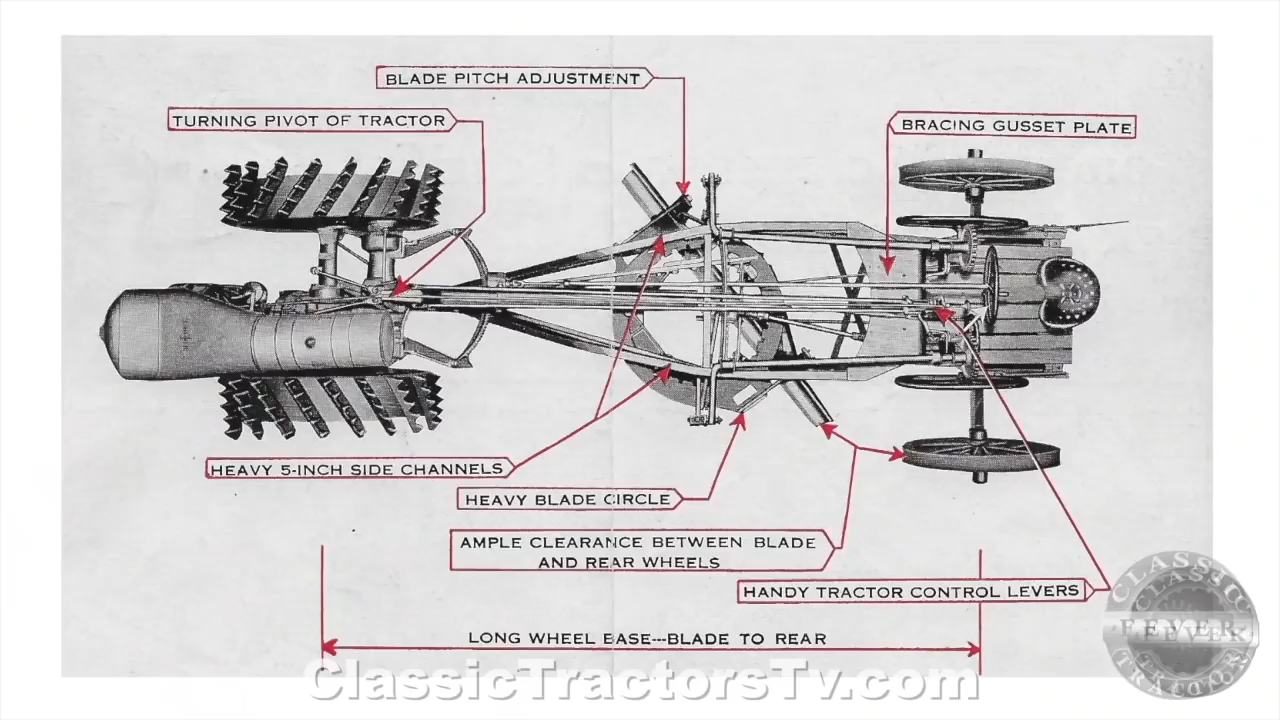 BLADE PITCH ADJUSTMENT
TURNING PIVOT OF TRACTOR
BRACING GUSSET PLATE
HEAVY 5-INCH SIDE CHANNELS
HEAVY BLADE CIRCLE
AMPLE CLEARANCE BETWEEN BLADE
AND REAR WHEELS
HANDY TRACTOR CONTROL LEVERS
LONG WHEEL BASE---BLADE TO REAR
CLASSIC
FEVER
TRACTOR
ClassicTractorsTv.com